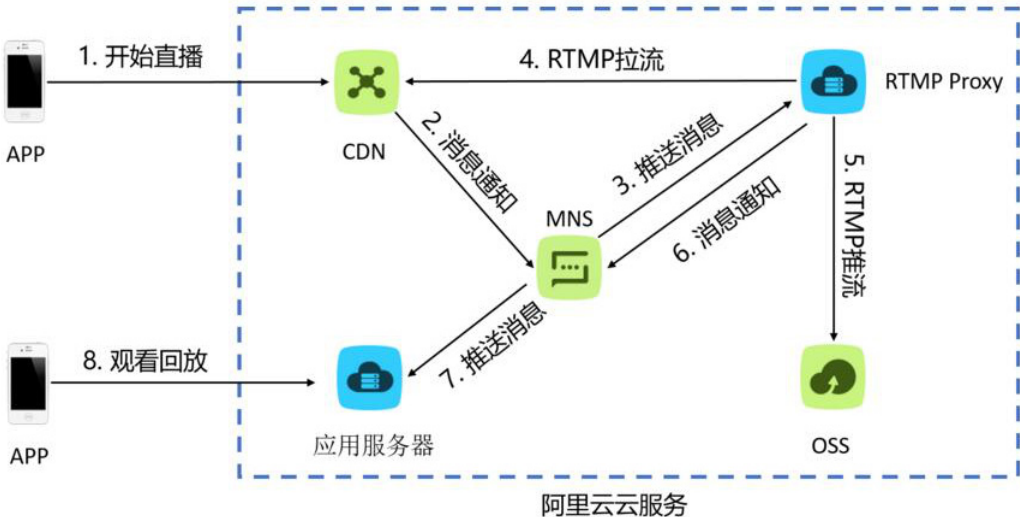 1. 开始直播
4. RTMP拉流
RTMP Proxy
APP
CDN
2. 消息通知
3. 推送消息
MNS
6. 消息通知
5. RTMP推流
7. 推送消息
8. 观看回放
APP
应用服务器
OSS
阿里云云服务